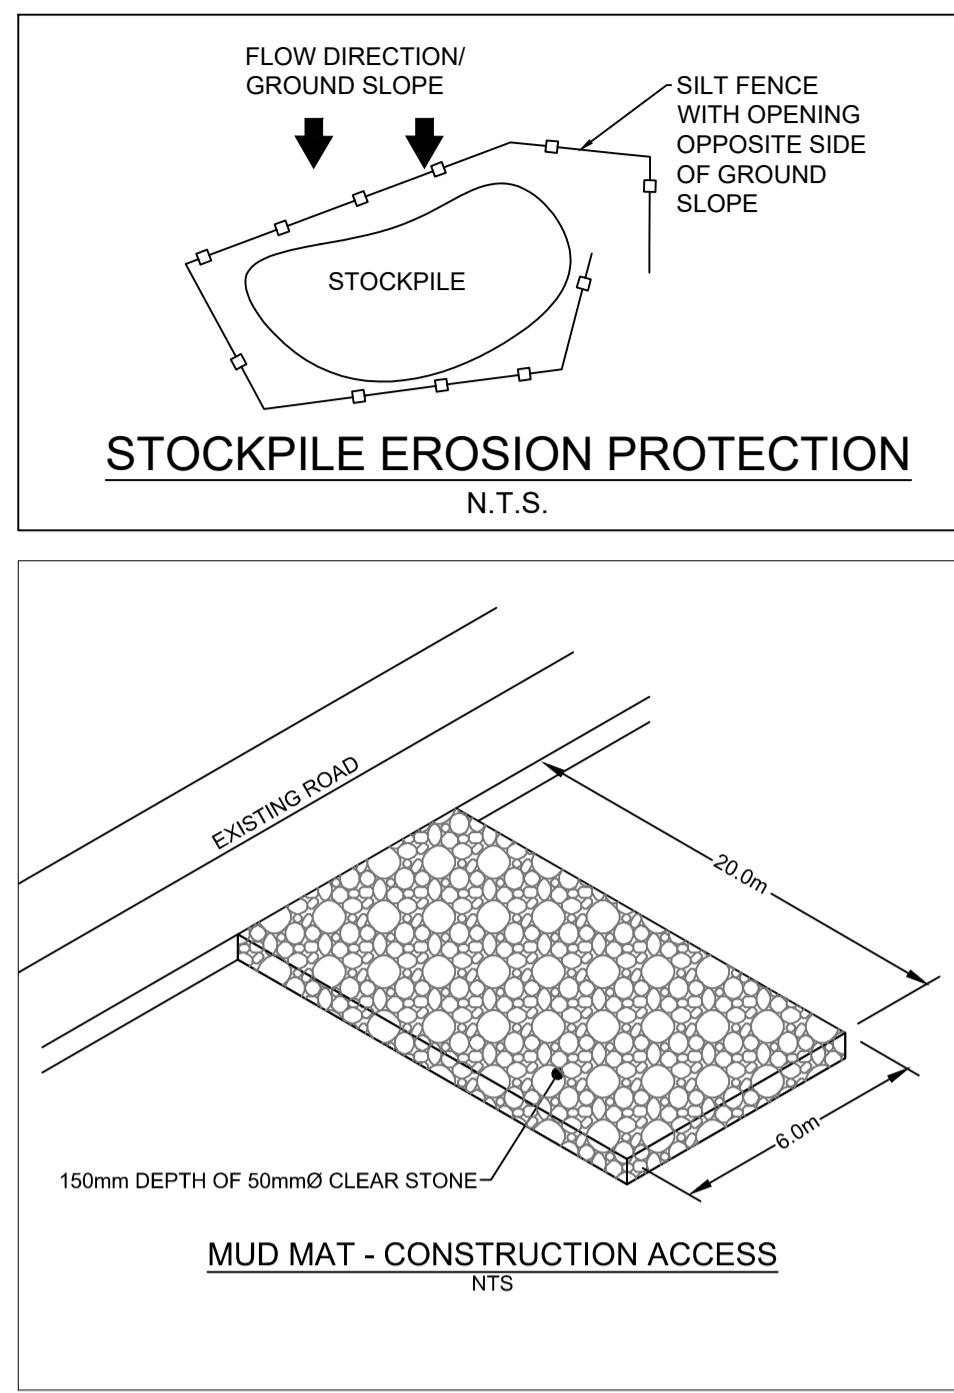 FLOW DIRECTION/
GROUND SLOPE
SILT FENCE
WITH OPENING
OPPOSITE SIDE
OF GROUND
SLOPE
STOCKPILE
STOCKPILE EROSION PROTECTION
N.T.S.
EXISTING ROAD
20.0m
6.0m
150mm DEPTH OF 50mmØ CLEAR STONE
MUD MAT - CONSTRUCTION ACCESS
NTS